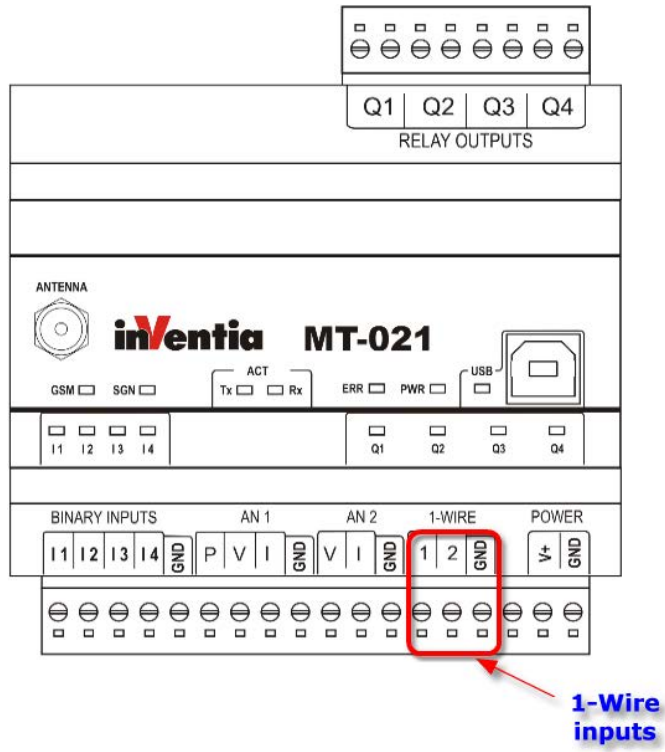 Q1 Q2 Q3 Q4
RELAY OUTPUTS
ANTENNA
inVentia MT-021
ACT
USB
GSM SGN Tx Rx ERR PWR
I1 I2 I3 I4 Q1 Q2 Q3 Q4
BINARY INPUTS AN 1 AN 2 1-WIRE POWER
I1 I2 I3 I4 GND P V I GND V I GND 1 2 GND V+ GND
1-Wire
inputs